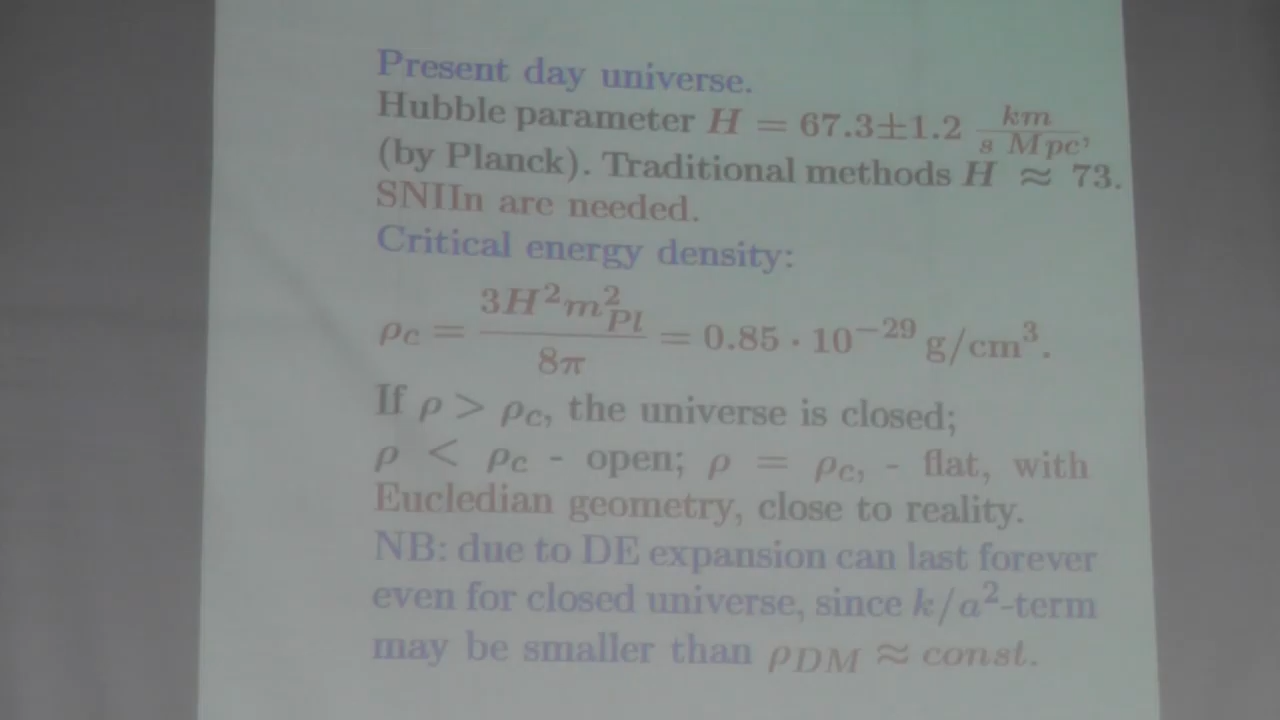 Present day universe.
Hubble parameter H = 67.3±1.2 km/s Mpc,
(by Planck). Traditional methods H ≈ 73.
SNIIn are needed.
Critical energy density:
ρc = 3H²m²Pl/8π = 0.85 · 10⁻²⁹ g/cm³.
If ρ > ρc, the universe is closed;
ρ < ρc - open; ρ = ρc, - flat, with
Eucledian geometry, close to reality.
NB: due to DE expansion can last forever
even for closed universe, since k/a²-term
may be smaller than ρDM ≈ const.